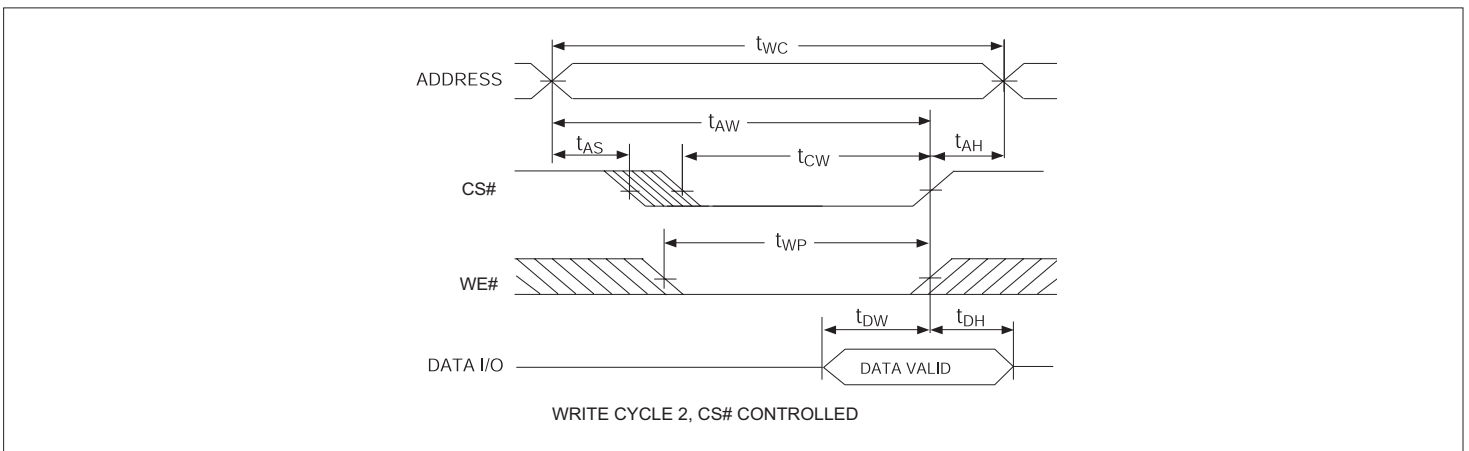 tWC
ADDRESS
tAW
tAS
tCW
tAH
CS#
tWP
WE#
tDW
tDH
DATA I/O
DATA VALID
WRITE CYCLE 2, CS# CONTROLLED